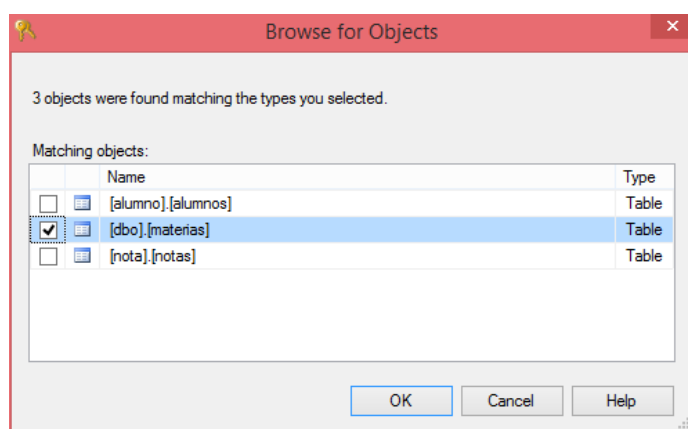 Browse for Objects
3 objects were found matching the types you selected.
Matching objects:
Name Type
[alumno].[alumnos] Table
[dbo].[materias] Table
[nota].[notas] Table
OK Cancel Help